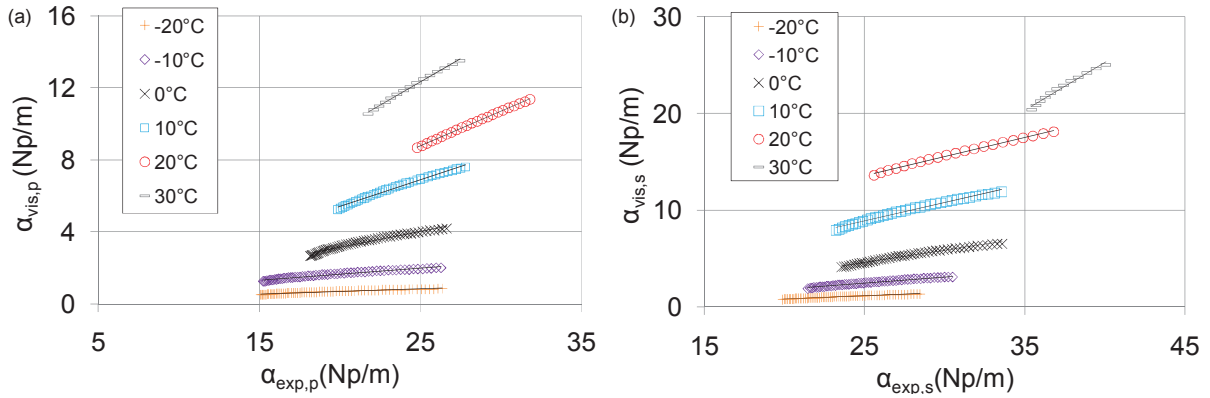 (a)
-20°C
-10°C
0°C
10°C
20°C
30°C
16
12
8
4
0
α_vis,p (Np/m)
5
15
25
35
α_exp,p(Np/m)
(b)
-20°C
-10°C
0°C
10°C
20°C
30°C
30
20
10
0
α_vis,s (Np/m)
15
25
35
45
α_exp,s(Np/m)